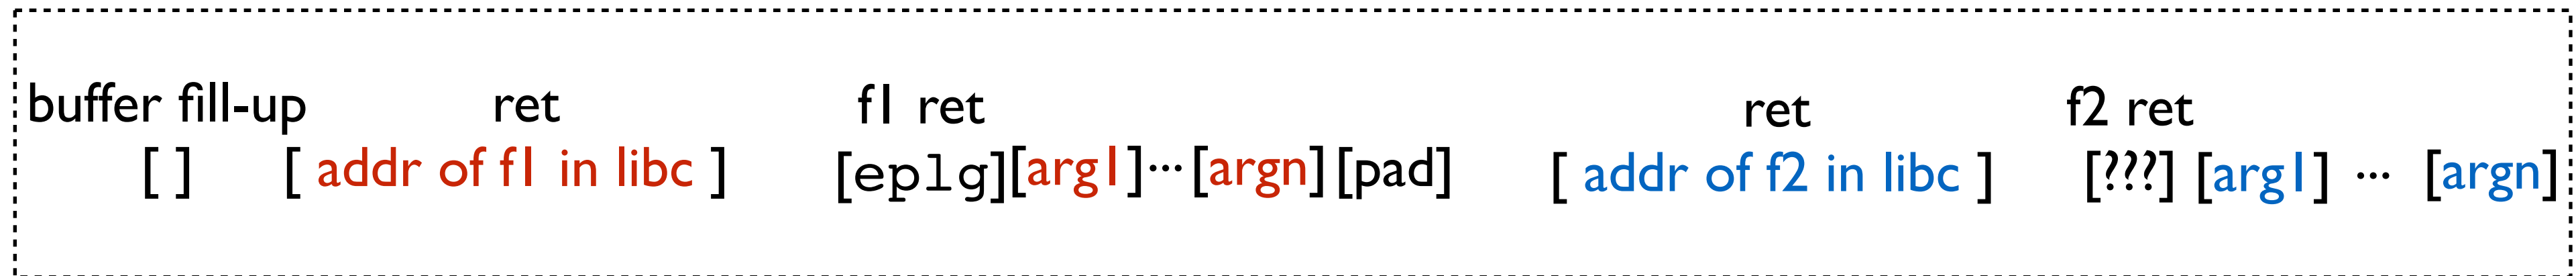 buffer fill-up ret f1 ret ret f2 ret
[ ] [ addr of f1 in libc ] [eplg][arg1]...[argn][pad] [ addr of f2 in libc ] [???] [arg1] ... [argn]